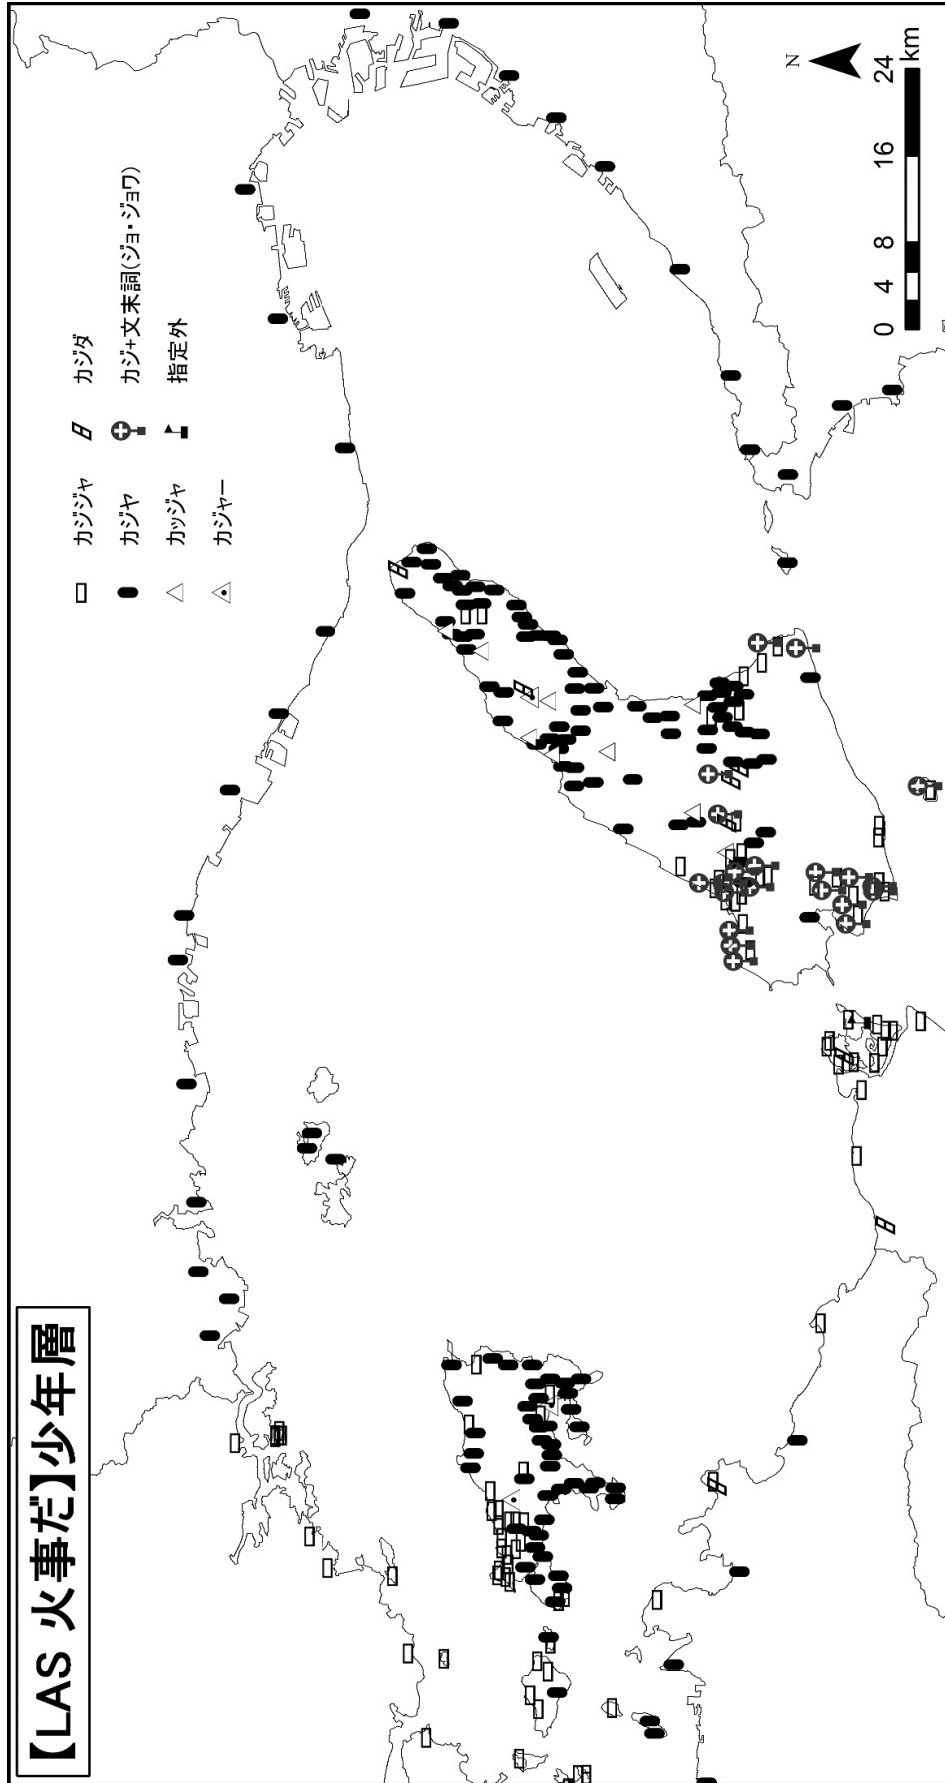 【LAS 火事だ】少年層
カジジャ
カジダ
カジヤ
カジ+文末詞(ジョ・ジョワ)
カッジャ
指定外
カジャー
N
0 4 8 16 24
km